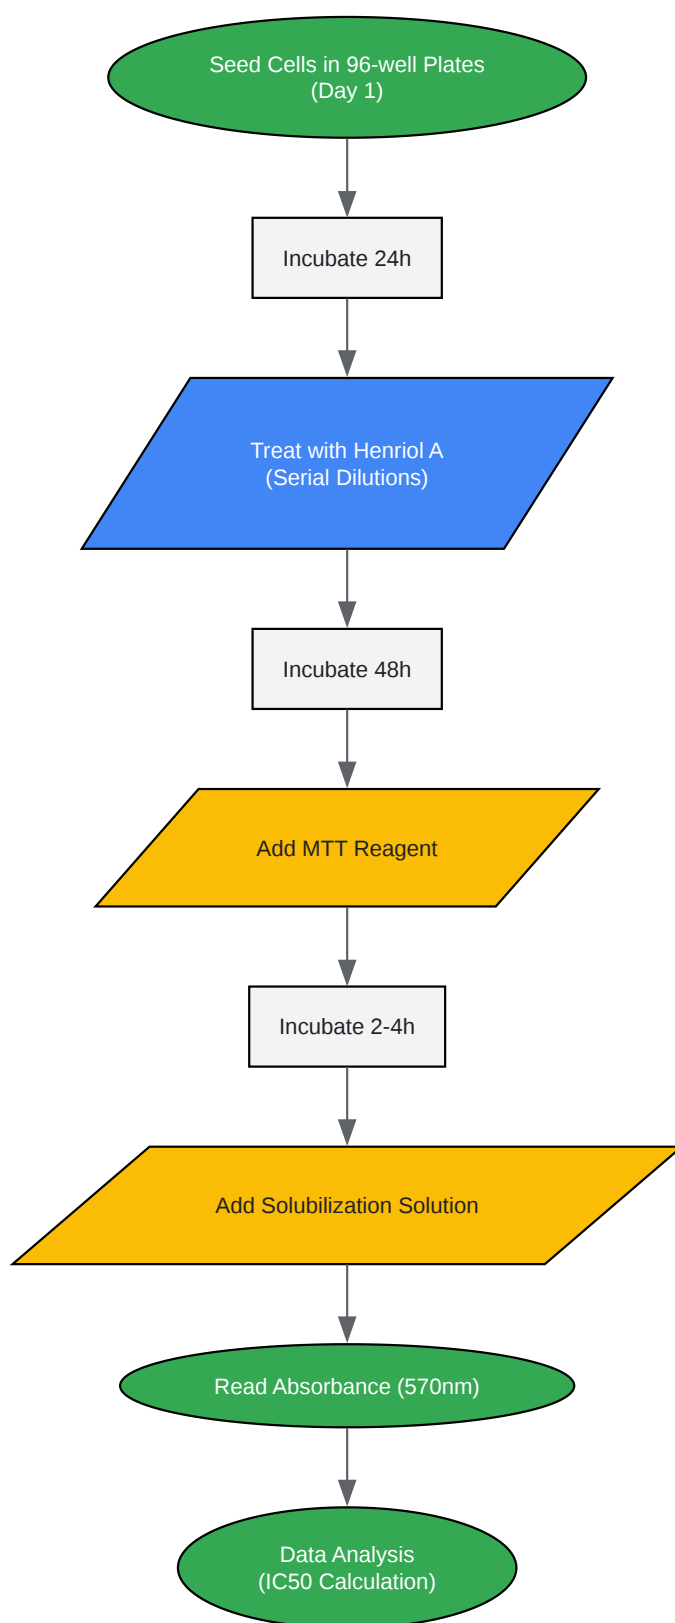 Seed Cells in 96-well Plates
(Day 1)
Incubate 24h
Treat with Henriol A
(Serial Dilutions)
Incubate 48h
Add MTT Reagent
Incubate 2-4h
Add Solubilization Solution
Read Absorbance (570nm)
Data Analysis
(IC50 Calculation)